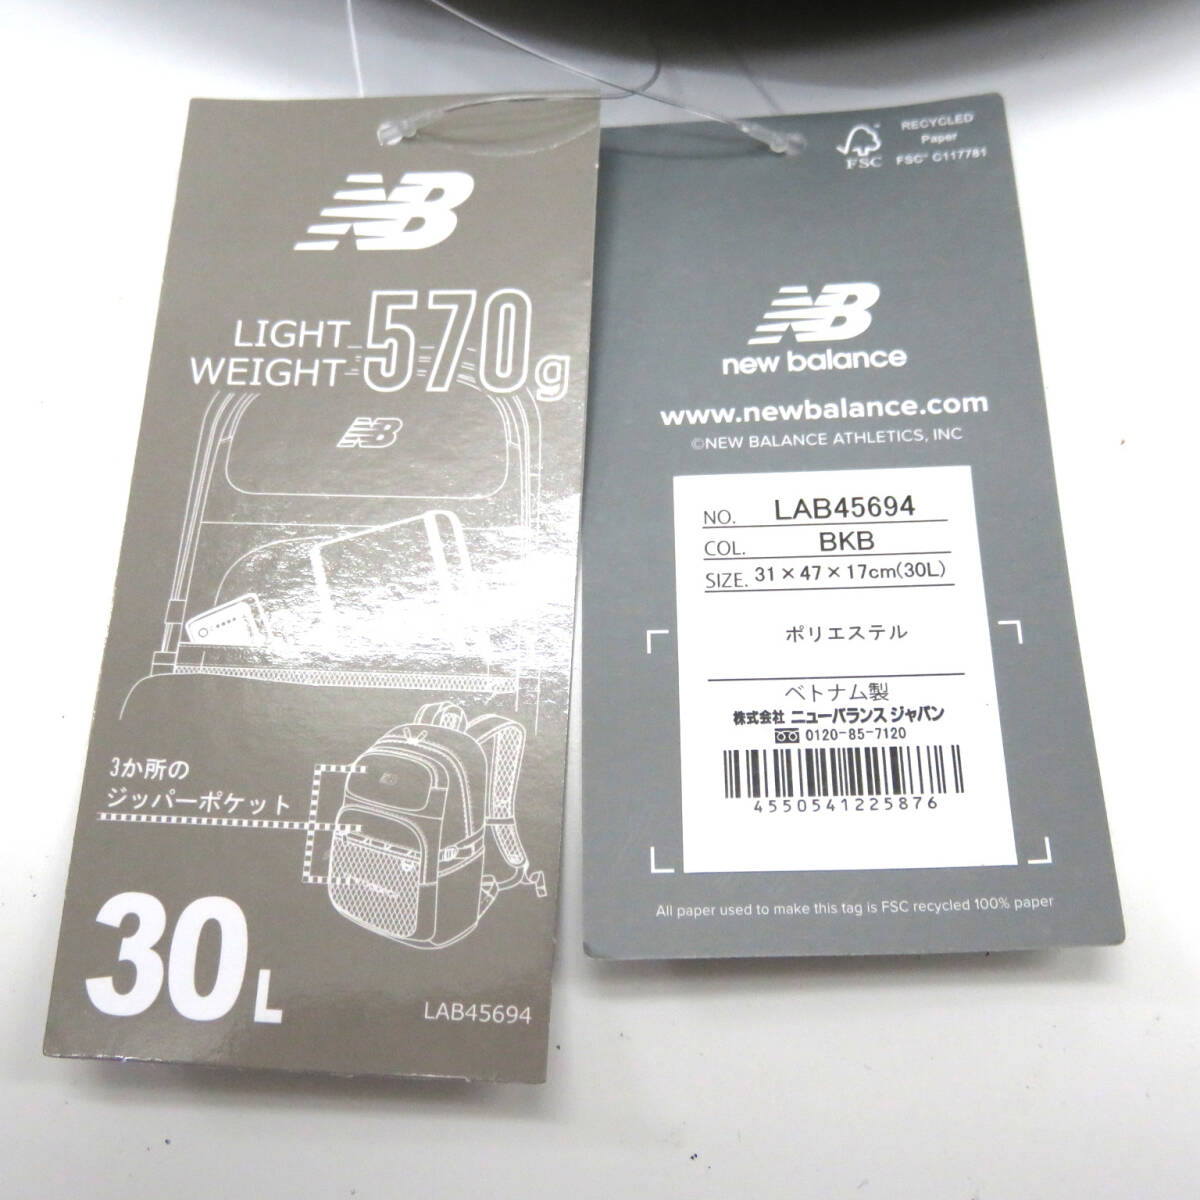 NB
LIGHT
WEIGHT
570g
NB
3か所の
ジッパーポケット
30L
LAB45694
FSC
RECYCLED
Paper
FSC® C117781
NB
new balance
www.newbalance.com
©NEW BALANCE ATHLETICS, INC
NO. LAB45694
COL. BKB
SIZE. 31×47×17cm(30L)
ポリエステル
ベトナム製
株式会社 ニューバランス ジャパン
0120-85-7120
4550541225876
All paper used to make this tag is FSC recycled 100% paper